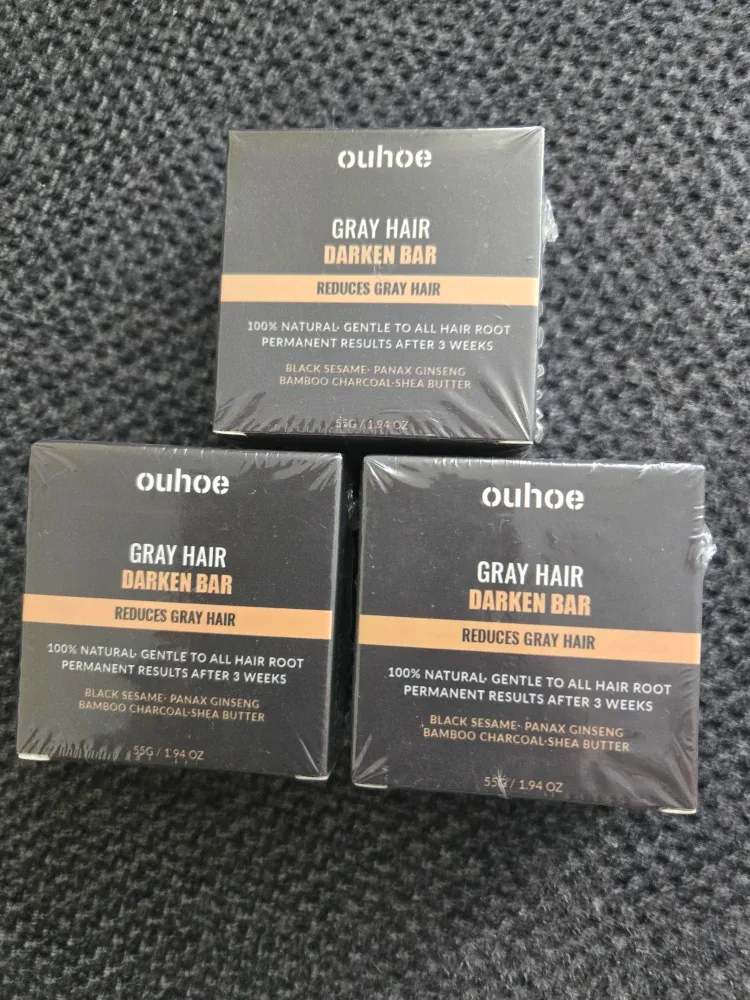 ouhoe
GRAY HAIR
DARKEN BAR
REDUCES GRAY HAIR
100% NATURAL· GENTLE TO ALL HAIR ROOT
PERMANENT RESULTS AFTER 3 WEEKS
BLACK SESAME· PANAX GINSENG
BAMBOO CHARCOAL·SHEA BUTTER
55G / 1.94 OZ
ouhoe
GRAY HAIR
DARKEN BAR
REDUCES GRAY HAIR
100% NATURAL· GENTLE TO ALL HAIR ROOT
PERMANENT RESULTS AFTER 3 WEEKS
BLACK SESAME· PANAX GINSENG
BAMBOO CHARCOAL·SHEA BUTTER
55G / 1.94 OZ
ouhoe
GRAY HAIR
DARKEN BAR
REDUCES GRAY HAIR
100% NATURAL· GENTLE TO ALL HAIR ROOT
PERMANENT RESULTS AFTER 3 WEEKS
BLACK SESAME· PANAX GINSENG
BAMBOO CHARCOAL·SHEA BUTTER
55G / 1.94 OZ